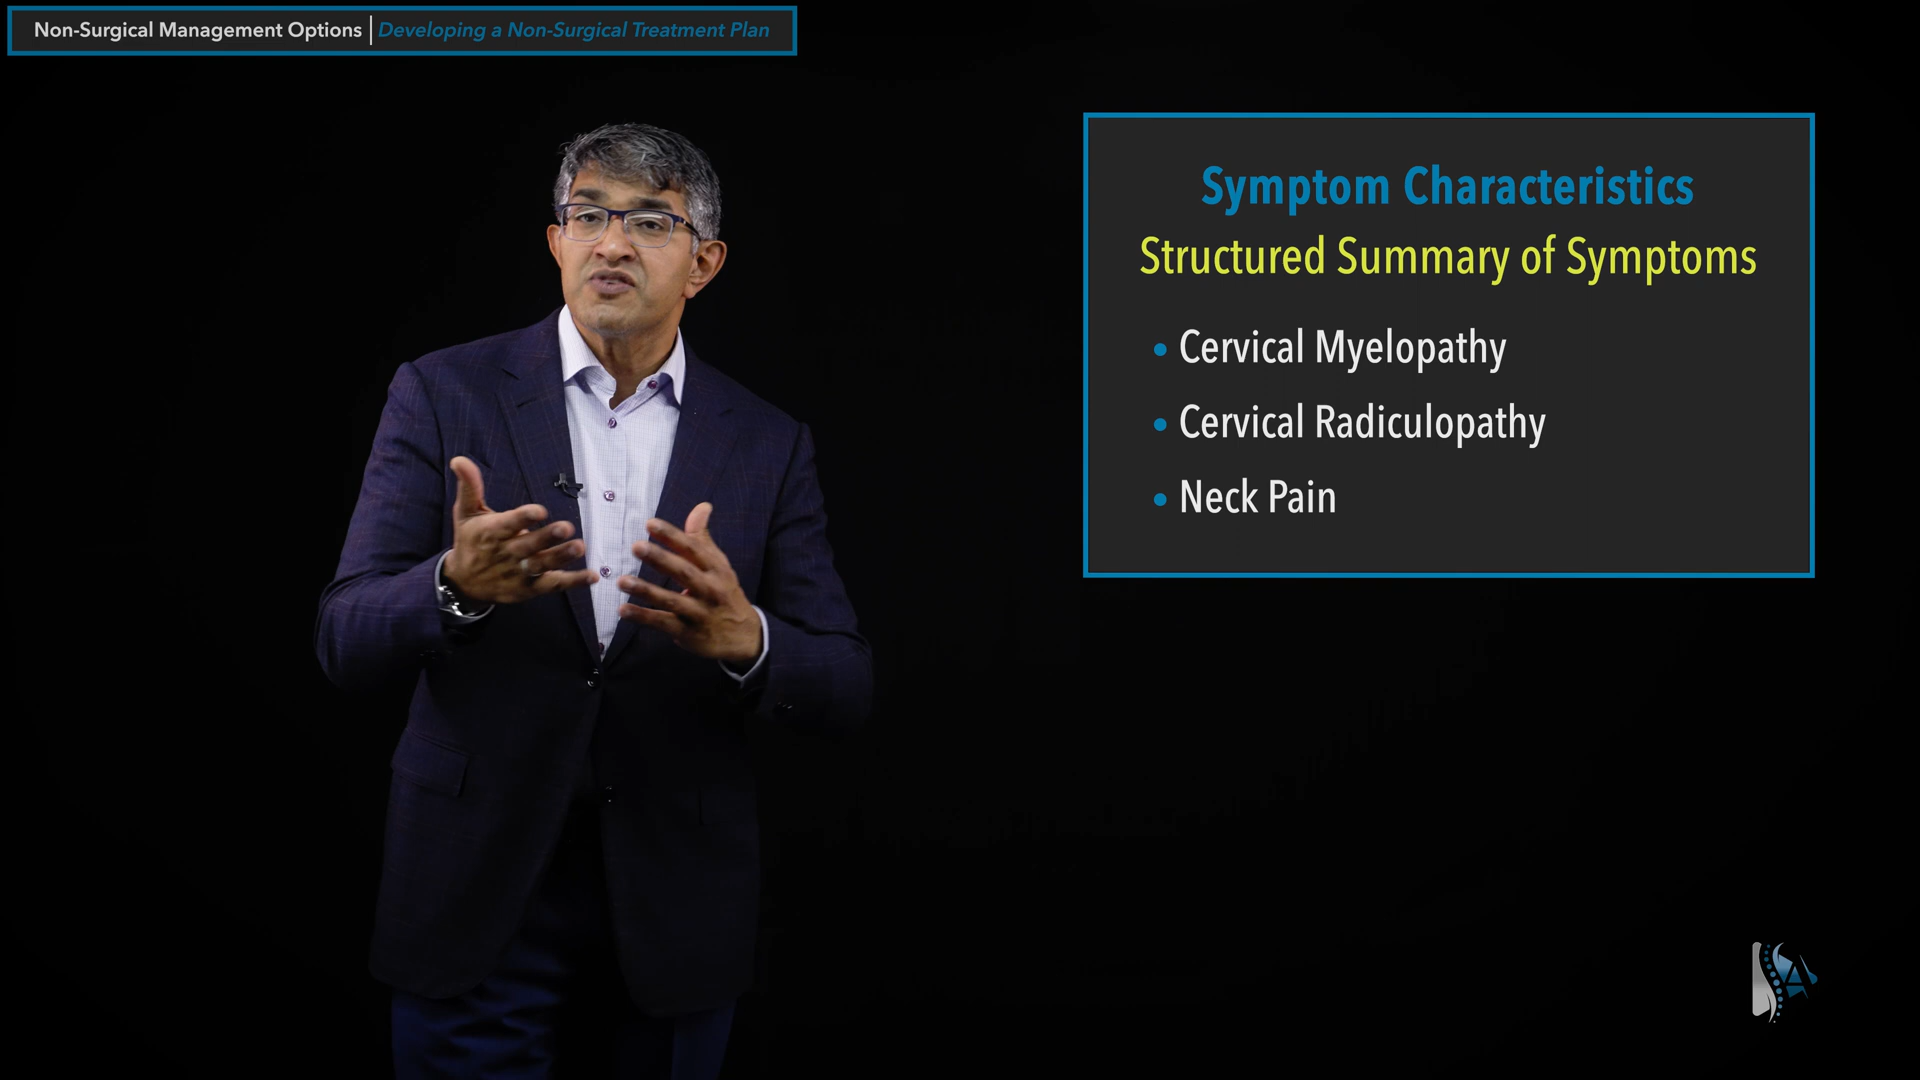 Non-Surgical Management Options | Developing a Non-Surgical Treatment Plan
Symptom Characteristics
Structured Summary of Symptoms
• Cervical Myelopathy
• Cervical Radiculopathy
• Neck Pain